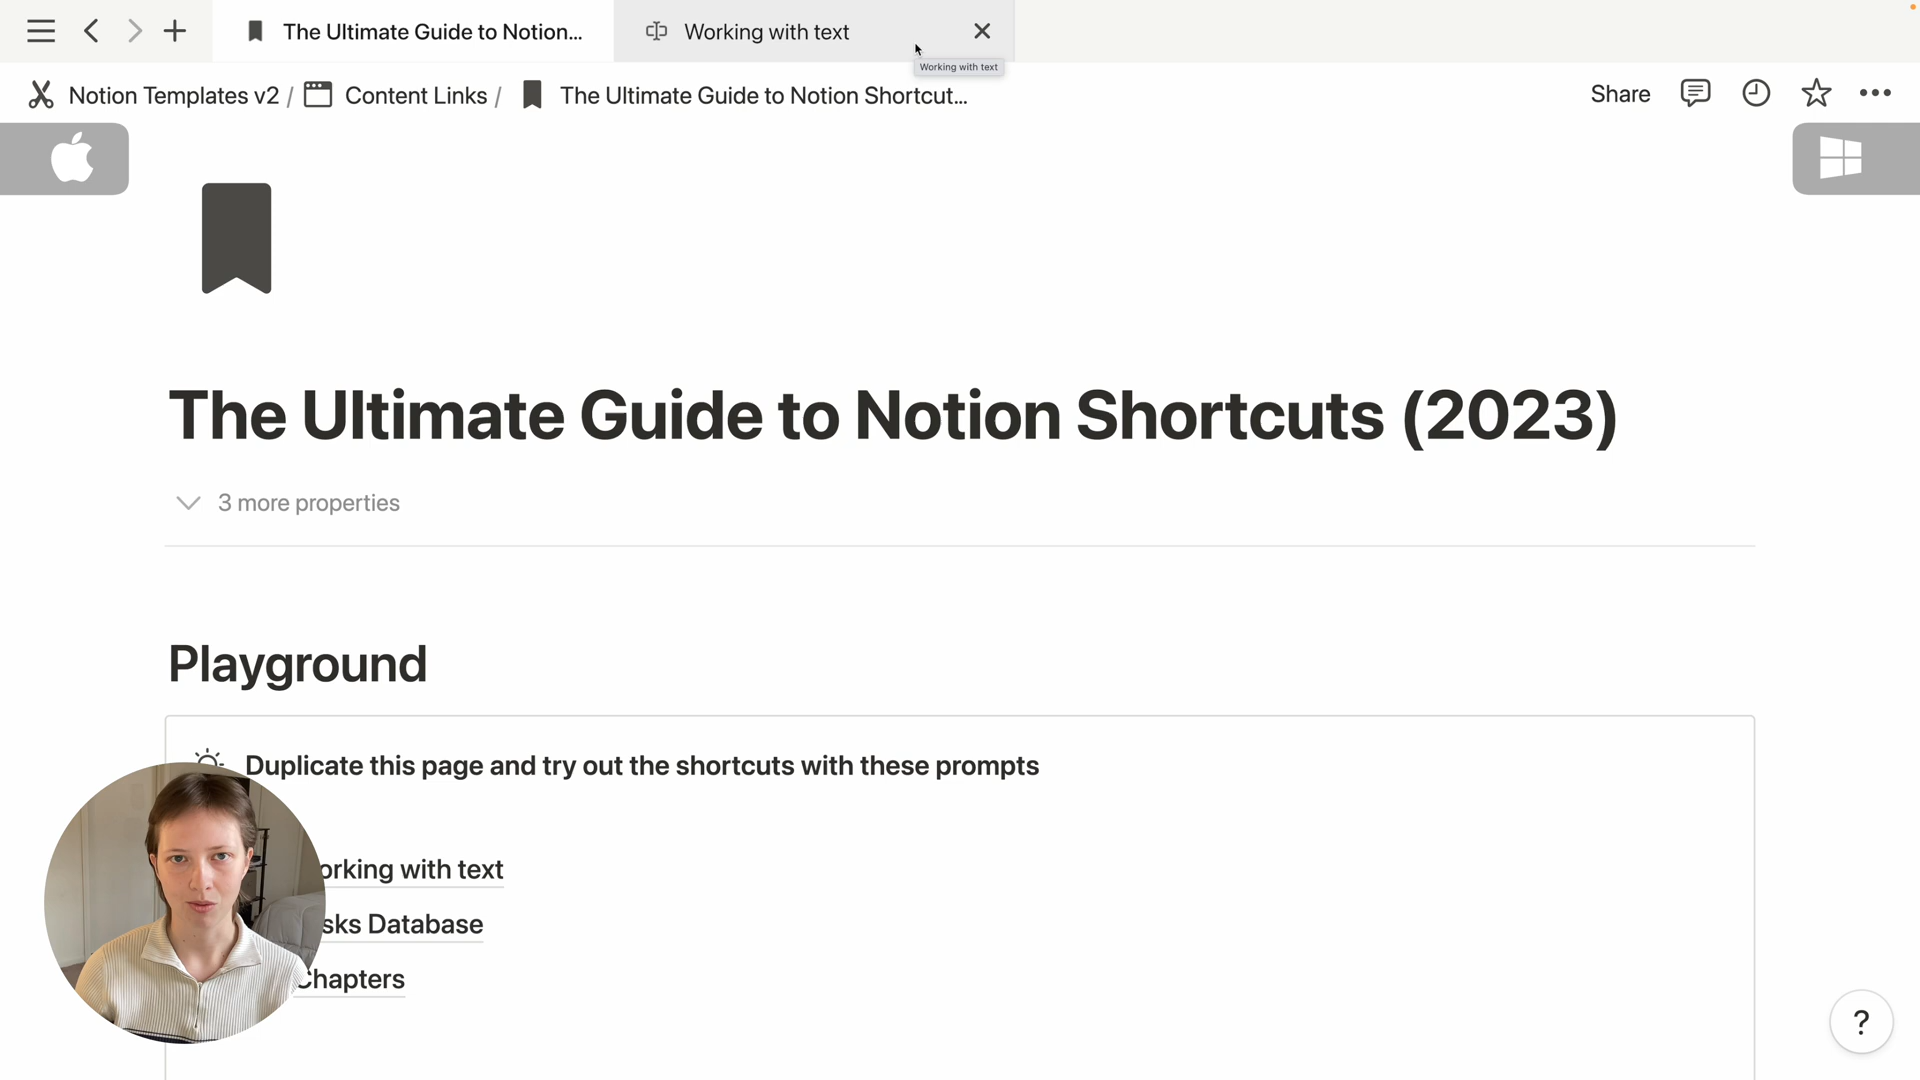 The Ultimate Guide to Notion...
Working with text
Working with text
Notion Templates v2 / Content Links / The Ultimate Guide to Notion Shortcut...
Share
The Ultimate Guide to Notion Shortcuts (2023)
3 more properties
Playground
Duplicate this page and try out the shortcuts with these prompts
orking with text
sks Database
Chapters
?